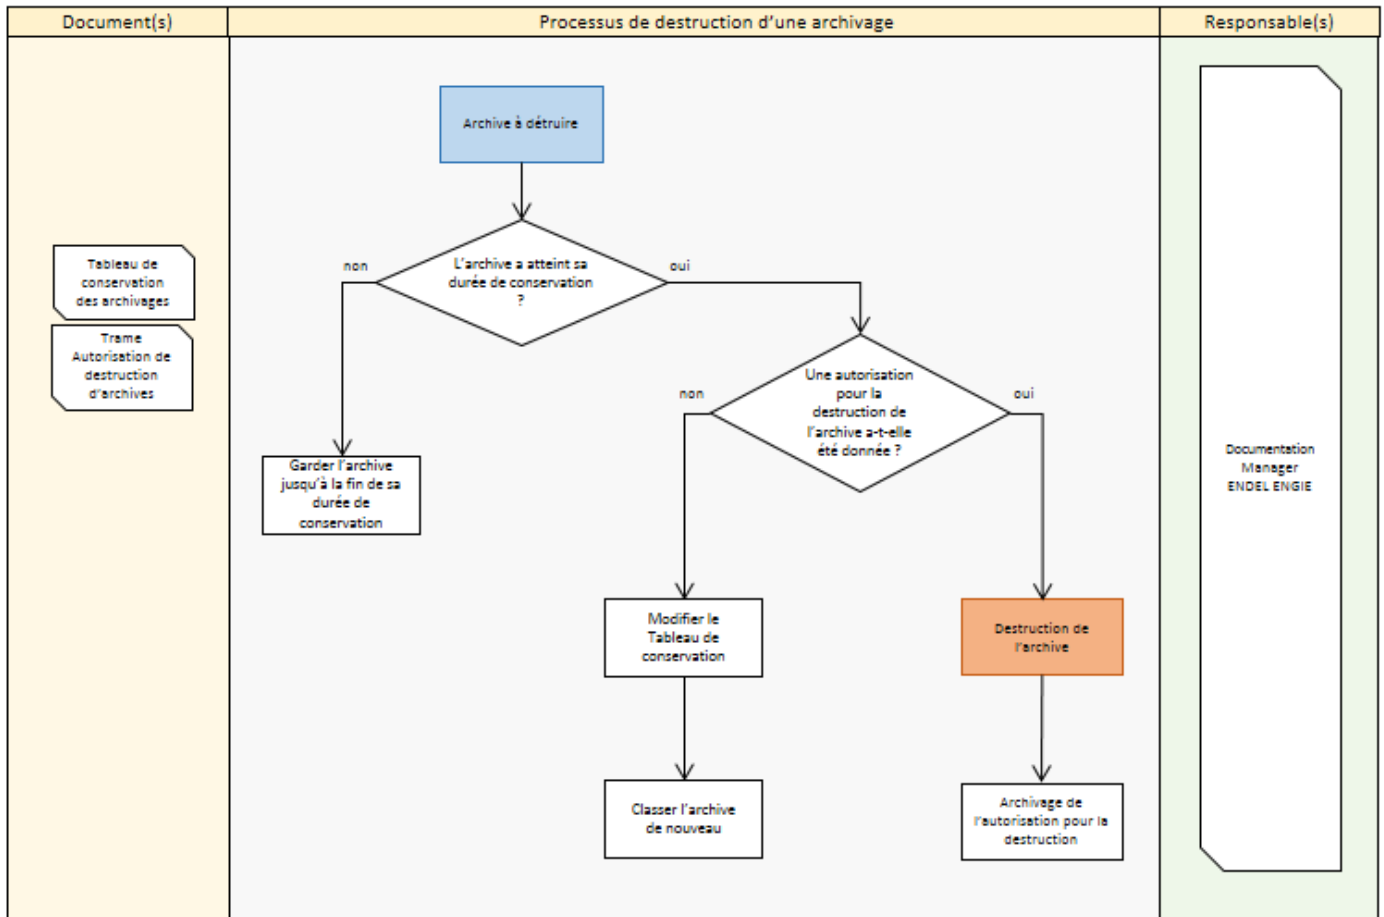 Document(s)
Processus de destruction d’une archivage
Responsable(s)
Archive à détruire
L’archive a atteint sa
durée de conservation
?
non
oui
Tableau de
conservation
des archivages
Trame
Autorisation de
destruction
d’archives
Une autorisation
pour la
destruction de
l’archive a-t-elle
été donnée ?
non
oui
Garder l’archive
jusqu’à la fin de sa
durée de
conservation
Documentation
Manager
ENDEL ENGIE
Modifier le
Tableau de
conservation
Destruction de
l’archive
Classer l’archive
de nouveau
Archivage de
l’autorisation pour la
destruction